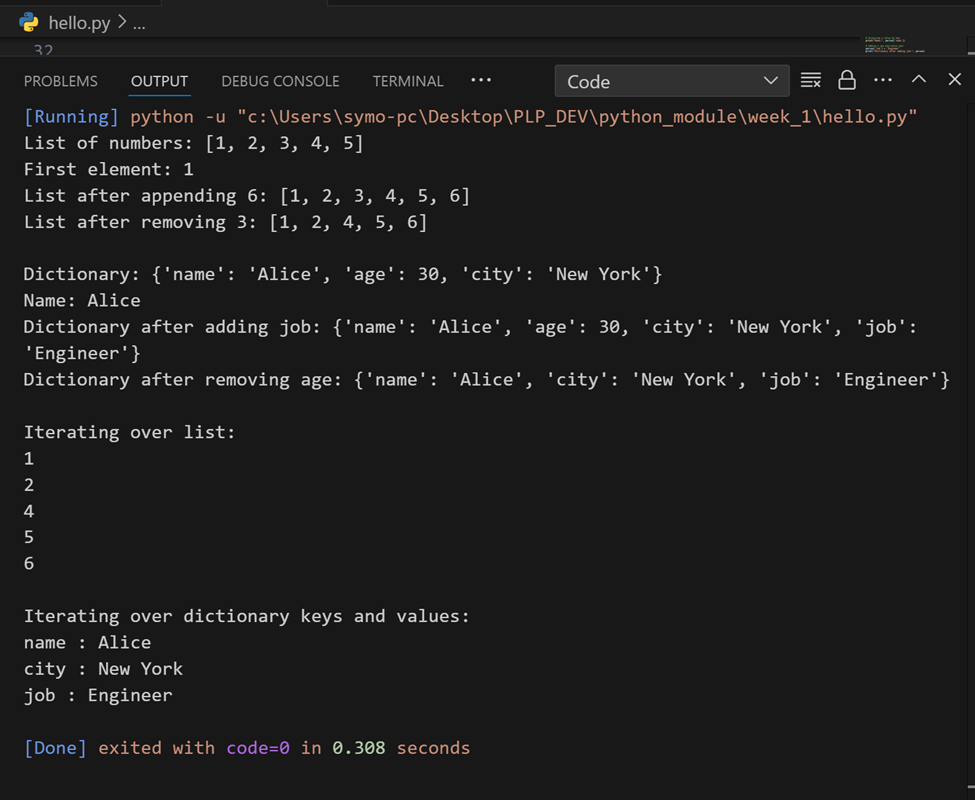 hello.py > ...
32
PROBLEMS OUTPUT DEBUG CONSOLE TERMINAL ... Code
[Running] python -u "c:\Users\symo-pc\Desktop\PLP_DEV\python_module\week_1\hello.py"
List of numbers: [1, 2, 3, 4, 5]
First element: 1
List after appending 6: [1, 2, 3, 4, 5, 6]
List after removing 3: [1, 2, 4, 5, 6]

Dictionary: {'name': 'Alice', 'age': 30, 'city': 'New York'}
Name: Alice
Dictionary after adding job: {'name': 'Alice', 'age': 30, 'city': 'New York', 'job':
'Engineer'}
Dictionary after removing age: {'name': 'Alice', 'city': 'New York', 'job': 'Engineer'}

Iterating over list:
1
2
4
5
6

Iterating over dictionary keys and values:
name : Alice
city : New York
job : Engineer

[Done] exited with code=0 in 0.308 seconds